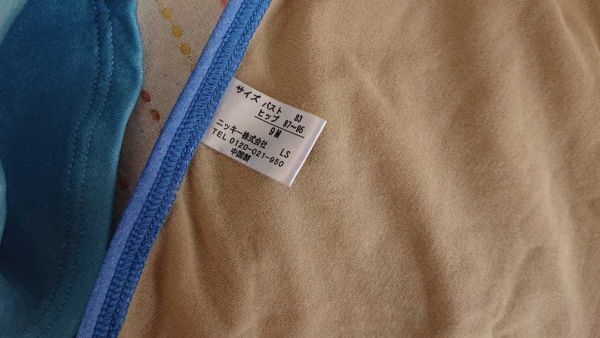 サイズ バスト 83
ヒップ 87～95
9M
ニッキー株式会社 LS
TEL 0120-021-950
中国製